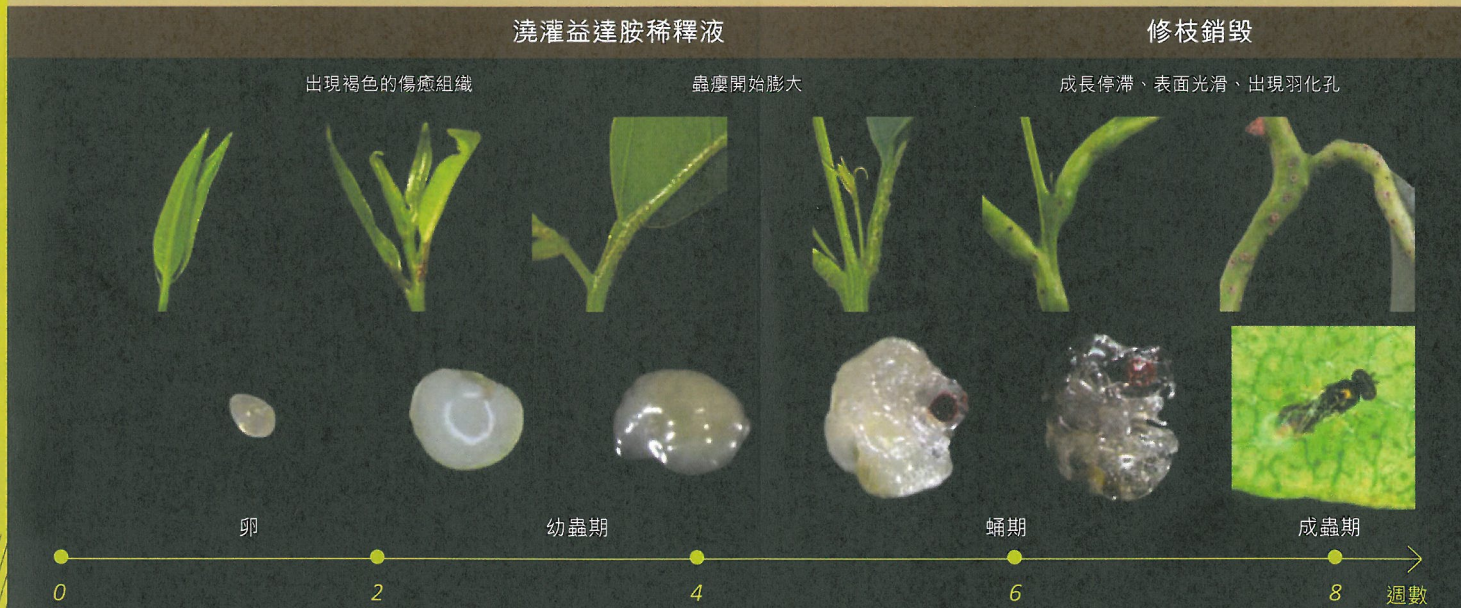 澆灌益達胺稀釋液
修枝銷毀
出現褐色的傷癒組織
蟲癭開始膨大
成長停滯、表面光滑、出現羽化孔
卵
幼蟲期
蛹期
成蟲期
0
2
4
6
8
週數